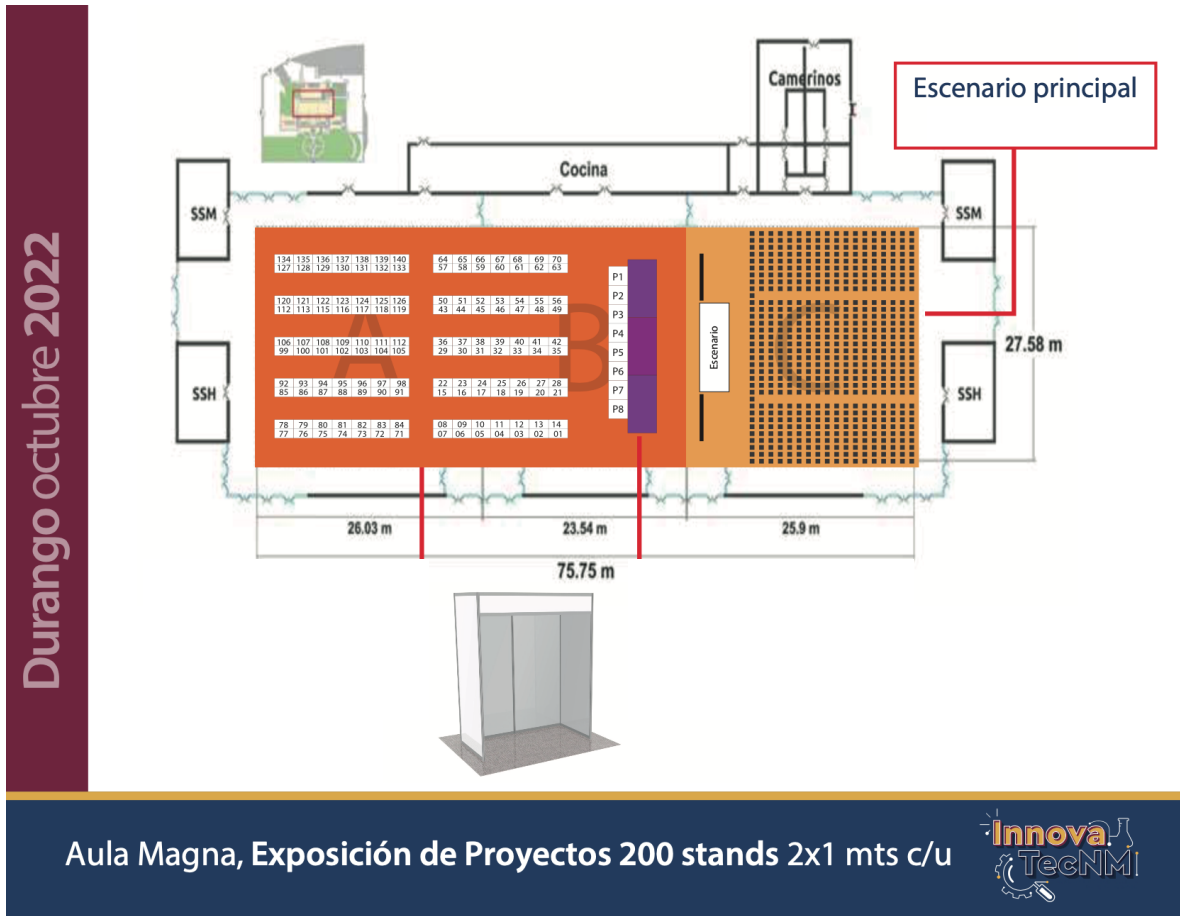 Durango octubre 2022
Camerinos
Escenario principal
Cocina
SSM
SSM
134 135 136 137 138 139 140
127 128 129 130 131 132 133
64 65 66 67 68 69 70
57 58 59 60 61 62 63
120 121 122 123 124 125 126
112 113 115 116 117 118 119
50 51 52 53 54 55 56
43 44 45 46 47 48 49
106 107 108 109 110 111 112
99 100 101 102 103 104 105
36 37 38 39 40 41 42
29 30 31 32 33 34 35
92 93 94 95 96 97 98
85 86 87 88 89 90 91
22 23 24 25 26 27 28
15 16 17 18 19 20 21
78 79 80 81 82 83 84
77 76 75 74 73 72 71
08 09 10 11 12 13 14
07 06 05 04 03 02 01
A
B
C
P1
P2
P3
P4
P5
P6
P7
P8
Escenario
27.58 m
SSH
SSH
26.03 m
23.54 m
25.9 m
75.75 m
Aula Magna, Exposición de Proyectos 200 stands 2x1 mts c/u
Innova
TecNM